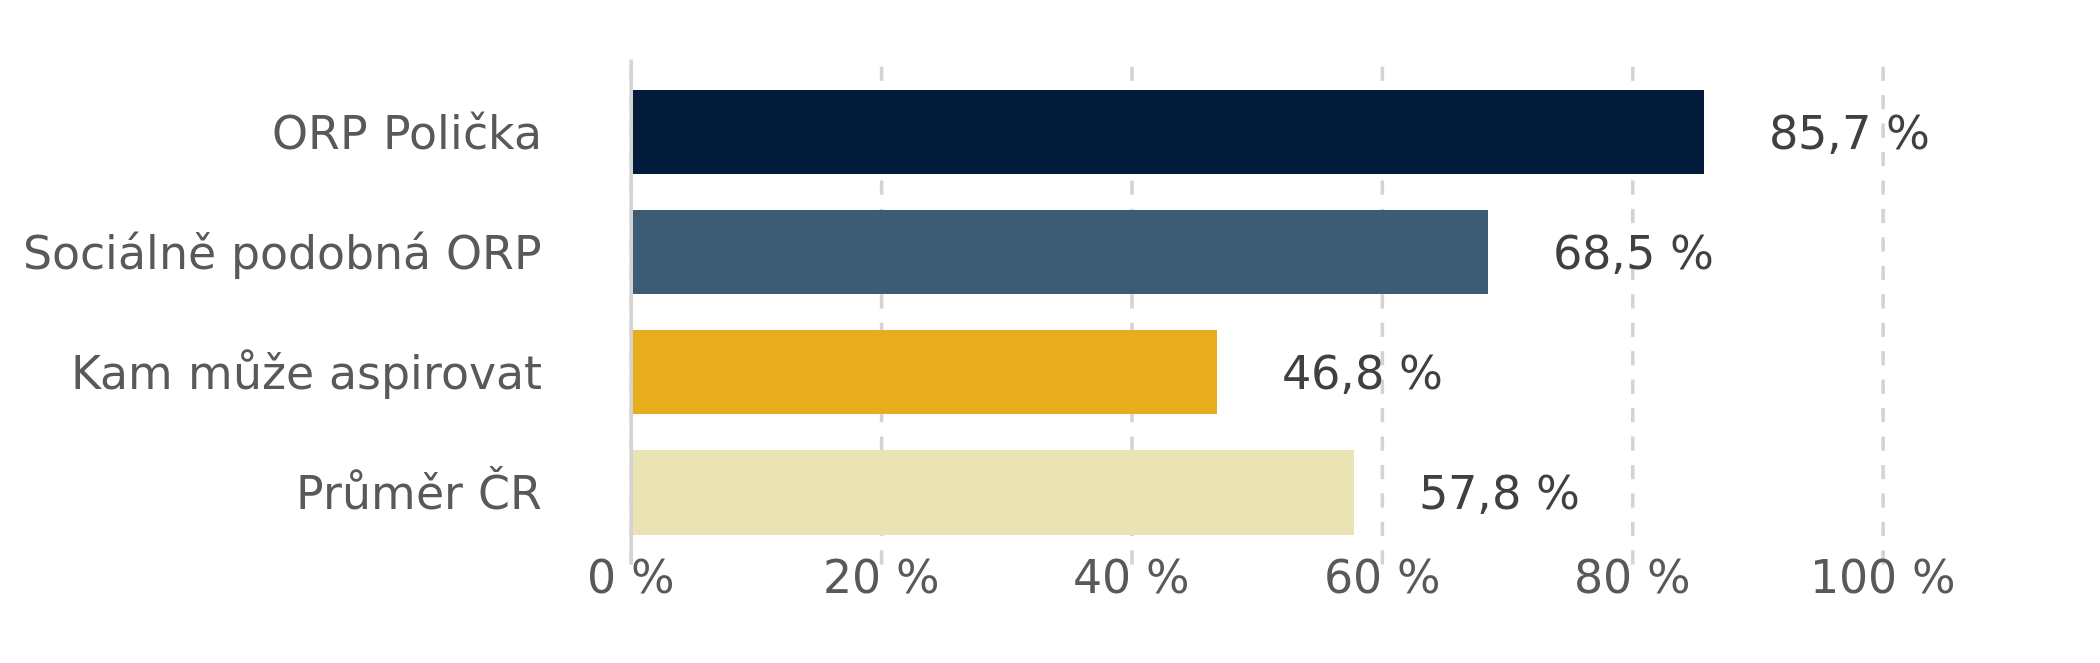 ORP Polička 85,7 %
Sociálně podobná ORP 68,5 %
Kam může aspirovat 46,8 %
Průměr ČR 57,8 %
0 % 20 % 40 % 60 % 80 % 100 %